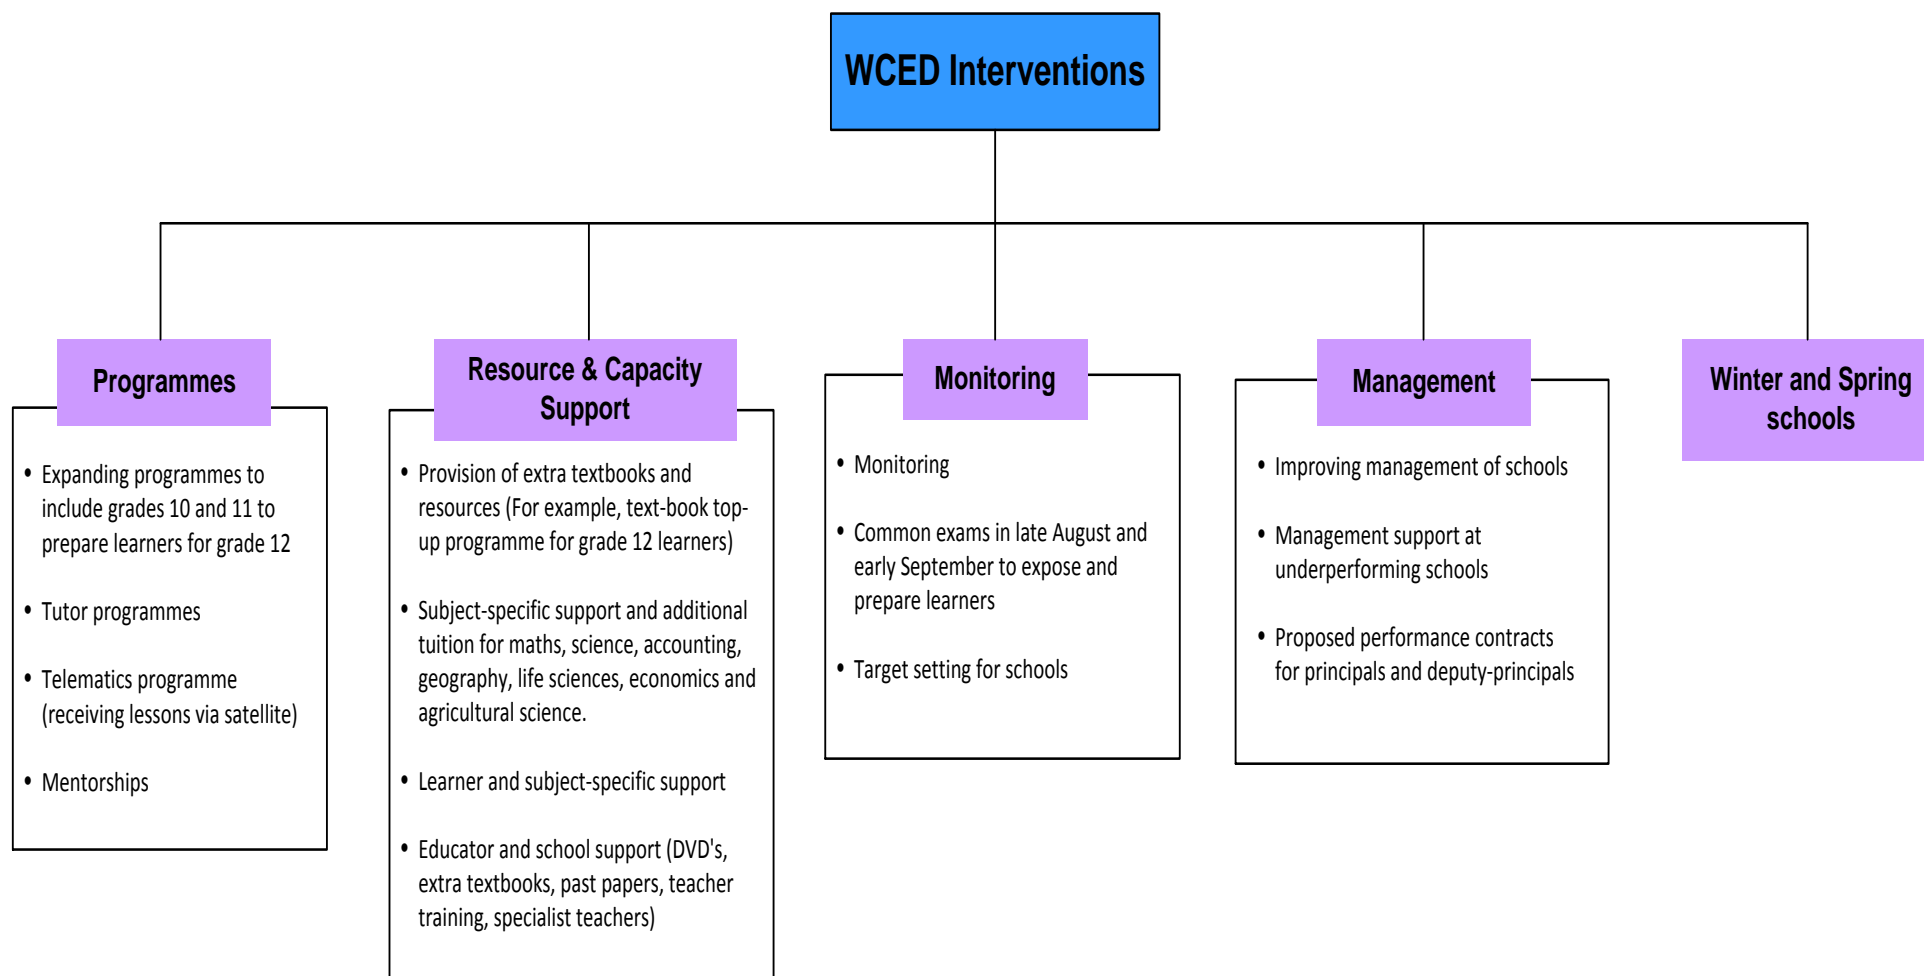 WCED Interventions
Programmes
• Expanding programmes to
include grades 10 and 11 to
prepare learners for grade 12
• Tutor programmes
• Telematics programme
(receiving lessons via satellite)
• Mentorships
Resource & Capacity
Support
• Provision of extra textbooks and
resources (For example, text-book top-
up programme for grade 12 learners)
• Subject-specific support and additional
tuition for maths, science, accounting,
geography, life sciences, economics and
agricultural science.
• Learner and subject-specific support
• Educator and school support (DVD's,
extra textbooks, past papers, teacher
training, specialist teachers)
Monitoring
• Monitoring
• Common exams in late August and
early September to expose and
prepare learners
• Target setting for schools
Management
• Improving management of schools
• Management support at
underperforming schools
• Proposed performance contracts
for principals and deputy-principals
Winter and Spring
schools